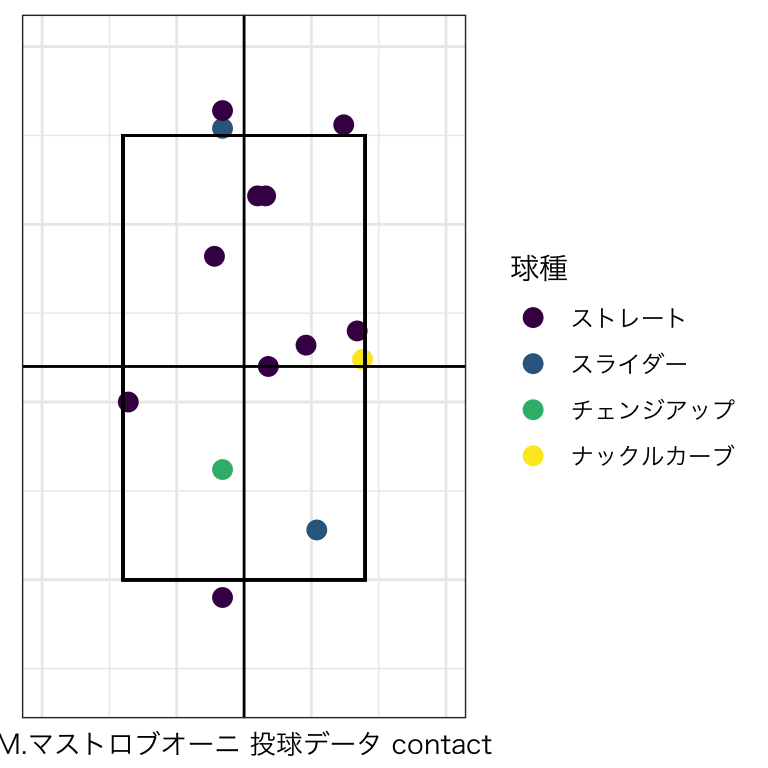 球種
ストレート
スライダー
チェンジアップ
ナックルカーブ
M.マストロブオーニ 投球データ contact